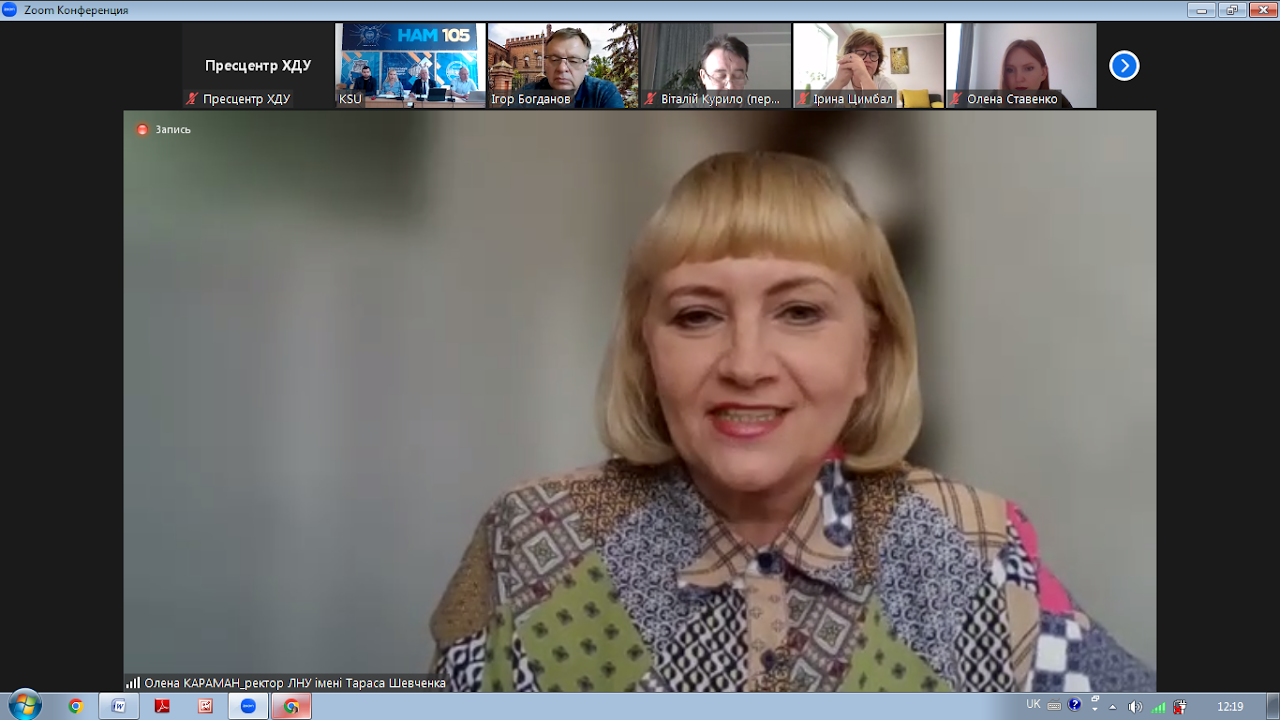 Zoom Конференция
Пресцентр ХДУ
Пресцентр ХДУ
НАМ 105
KSU
Ігор Богданов
Віталій Курило (пер...
Ірина Цимбал
Олена Ставенко
Запись
Олена КАРАМАН_ректор ЛНУ імені Тараса Шевченка
UK
12:19